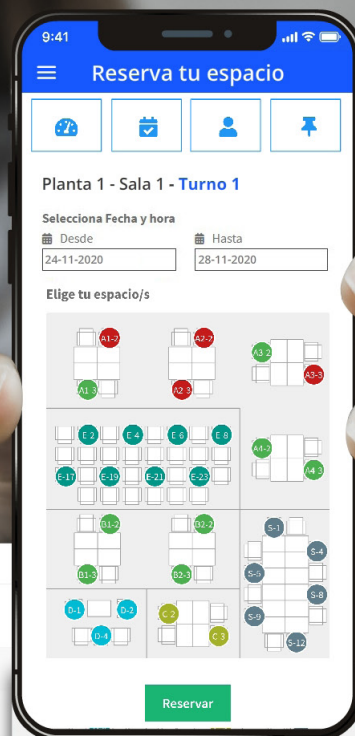 9:41
Reserva tu espacio
Planta 1 - Sala 1 - Turno 1
Selecciona Fecha y hora
Desde Hasta
24-11-2020 28-11-2020
Elige tu espacio/s
A1-2 A2-2 A3-2
A3-3
A1-3 A2-3
E-2 E-4 E-6 E-8
A4-2
E-17 E-19 E-21 E-23 A4-3
B1-2 B2-2 S-1
S-4
B1-3 B2-3 S-5
S-8
D-1 D-2 C-2 S-9
D-4 C-3 S-12
Reservar